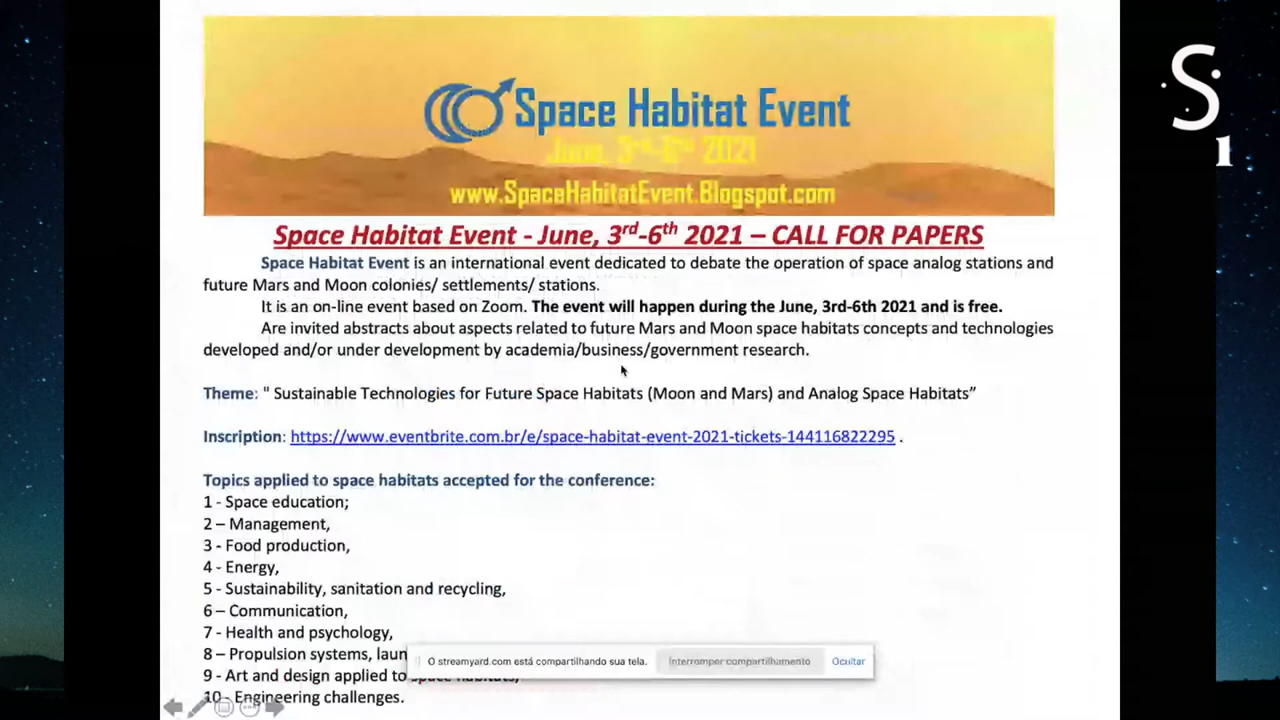 Space Habitat Event
June, 3rd-6th 2021
www.SpaceHabitatEvent.Blogspot.com
Space Habitat Event - June, 3rd-6th 2021 – CALL FOR PAPERS
Space Habitat Event is an international event dedicated to debate the operation of space analog stations and
future Mars and Moon colonies/ settlements/ stations.
It is an on-line event based on Zoom. The event will happen during the June, 3rd-6th 2021 and is free.
Are invited abstracts about aspects related to future Mars and Moon space habitats concepts and technologies
developed and/or under development by academia/business/government research.
Theme: " Sustainable Technologies for Future Space Habitats (Moon and Mars) and Analog Space Habitats”
Inscription: https://www.eventbrite.com.br/e/space-habitat-event-2021-tickets-144116822295 .
Topics applied to space habitats accepted for the conference:
1 - Space education;
2 – Management,
3 - Food production,
4 - Energy,
5 - Sustainability, sanitation and recycling,
6 – Communication,
7 - Health and psychology,
8 – Propulsion systems,
O streamyard.com está compartilhando sua tela. Interromper compartilhamento Ocultar
9 - Art and design applied to space habitats,
10 - Engineering challenges.
S1